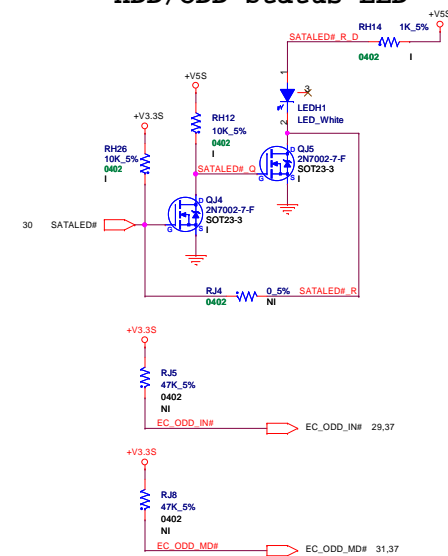 HDD/ODD Status LED
+V5S
RH14 1K_5%
SATALED#_R_D
0402 I
1
3
LEDH1
LED_White
2
+V5S
RH12
10K_5%
0402
I
+V3.3S
RH26
10K_5%
0402
I
SATALED#_Q
D
QJ5
2N7002-7-F
SOT23-3
G
S
I
D
QJ4
2N7002-7-F
SOT23-3
G
S
I
30 SATALED#
RJ4 0_5% SATALED#_R
0402 NI
+V3.3S
RJ5
47K_5%
0402
NI
EC_ODD_IN#
EC_ODD_IN# 29,37
+V3.3S
RJ8
47K_5%
0402
NI
EC_ODD_MD#
EC_ODD_MD# 31,37